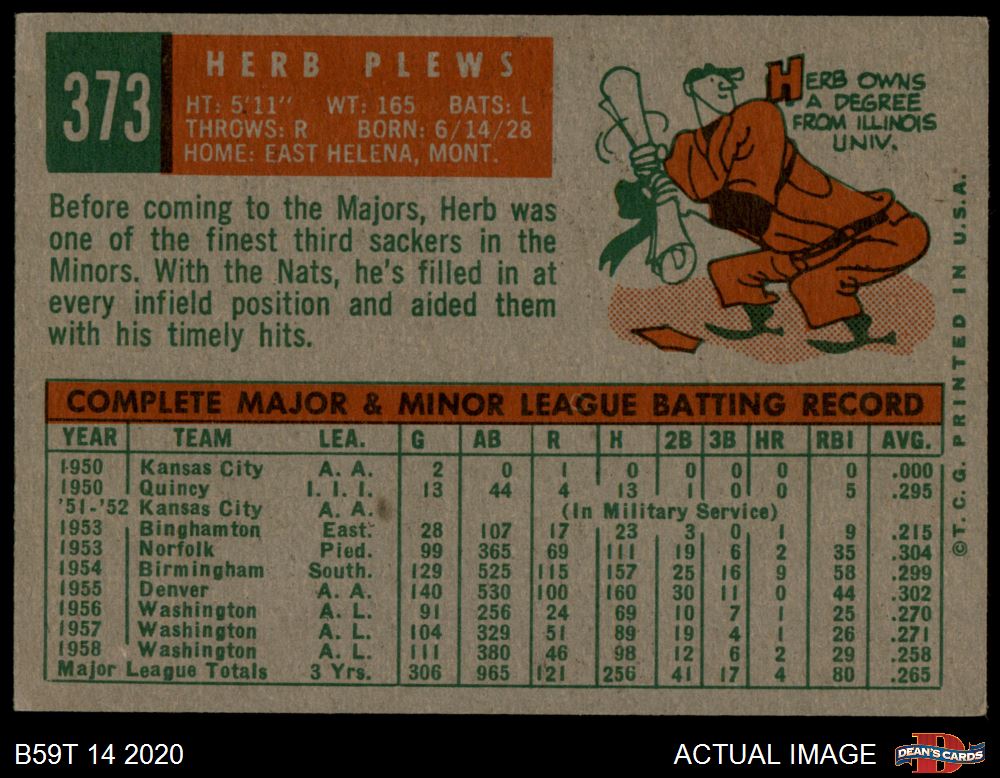 373
HERB PLEWS
HT: 5'11" WT: 165 BATS: L
THROWS: R BORN: 6/14/28
HOME: EAST HELENA, MONT.
HERB OWNS
A DEGREE
FROM ILLINOIS
UNIV.
Before coming to the Majors, Herb was
one of the finest third sackers in the
Minors. With the Nats, he's filled in at
every infield position and aided them
with his timely hits.
COMPLETE MAJOR & MINOR LEAGUE BATTING RECORD
YEAR TEAM LEA. G AB R H 2B 3B HR RBI AVG.
1950 Kansas City A. A. 2 0 1 0 0 0 0 0 .000
1950 Quincy I. I. I. 13 44 4 13 1 0 0 5 .295
'51-'52 Kansas City A. A. (In Military Service)
1953 Binghamton East. 28 107 17 23 3 0 1 9 .215
1953 Norfolk Pied. 99 365 69 111 19 6 2 35 .304
1954 Birmingham South. 129 525 115 157 25 16 9 58 .299
1955 Denver A. A. 140 530 100 160 30 11 0 44 .302
1956 Washington A. L. 91 256 24 69 10 7 1 25 .270
1957 Washington A. L. 104 329 51 89 19 4 1 26 .271
1958 Washington A. L. 111 380 46 98 12 6 2 29 .258
Major League Totals 3 Yrs. 306 965 121 256 41 17 4 80 .265
© T. C. G. PRINTED IN U.S.A.
B59T 14 2020
ACTUAL IMAGE
D
DEAN'S CARDS